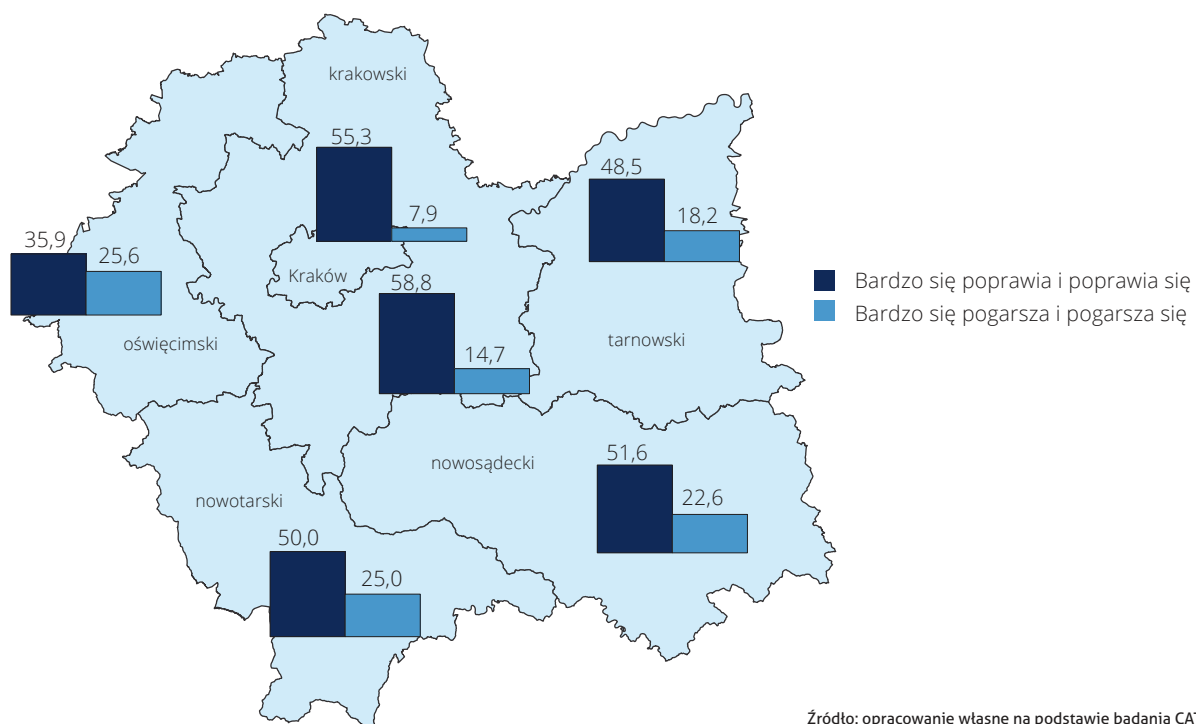 krakowski
55,3
7,9
48,5
18,2
35,9
25,6
Kraków
58,8
14,7
Bardzo się poprawia i poprawia się
Bardzo się pogarsza i pogarsza się
oświęcimski
tarnowski
nowosądecki
51,6
22,6
nowotarski
50,0
25,0
Źródło: opracowanie własne na podstawie badania